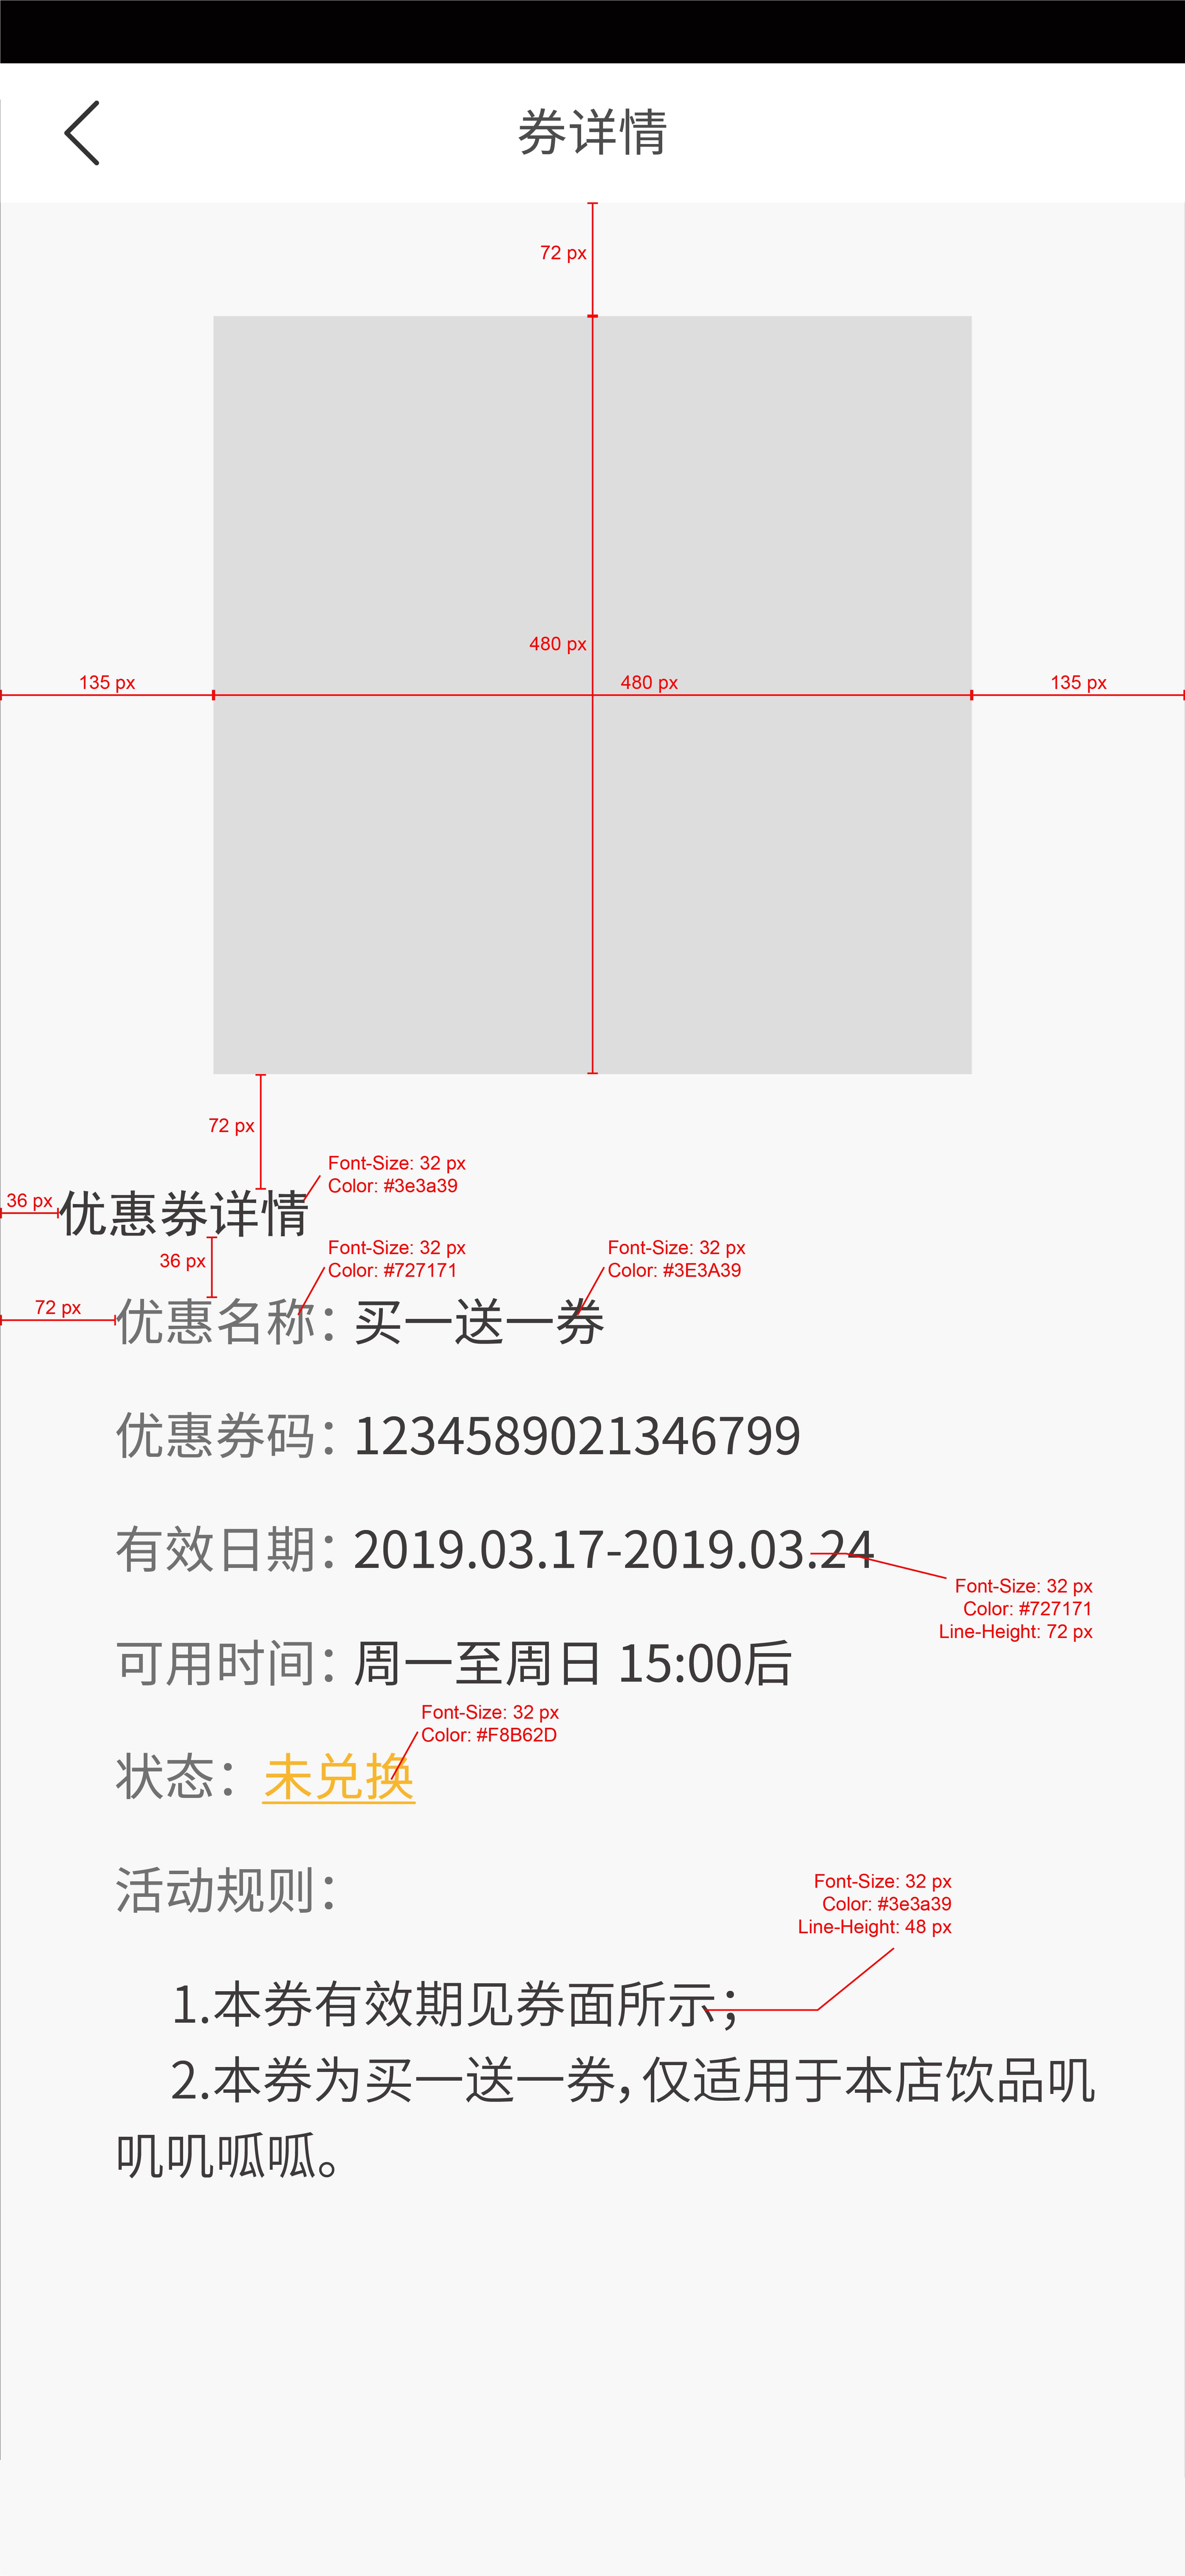 券详情
72 px
480 px
135 px
480 px
135 px
72 px
Font-Size: 32 px
Color: #3e3a39
36 px
优惠券详情
36 px
Font-Size: 32 px
Color: #727171
Font-Size: 32 px
Color: #3E3A39
72 px
优惠名称：买一送一券
优惠券码：1234589021346799
有效日期：2019.03.17-2019.03.24
Font-Size: 32 px
Color: #727171
Line-Height: 72 px
可用时间：周一至周日 15:00后
Font-Size: 32 px
Color: #F8B62D
状态：未兑换
活动规则：
Font-Size: 32 px
Color: #3e3a39
Line-Height: 48 px
1.本券有效期见券面所示；
2.本券为买一送一券，仅适用于本店饮品叽
叽叽呱呱。